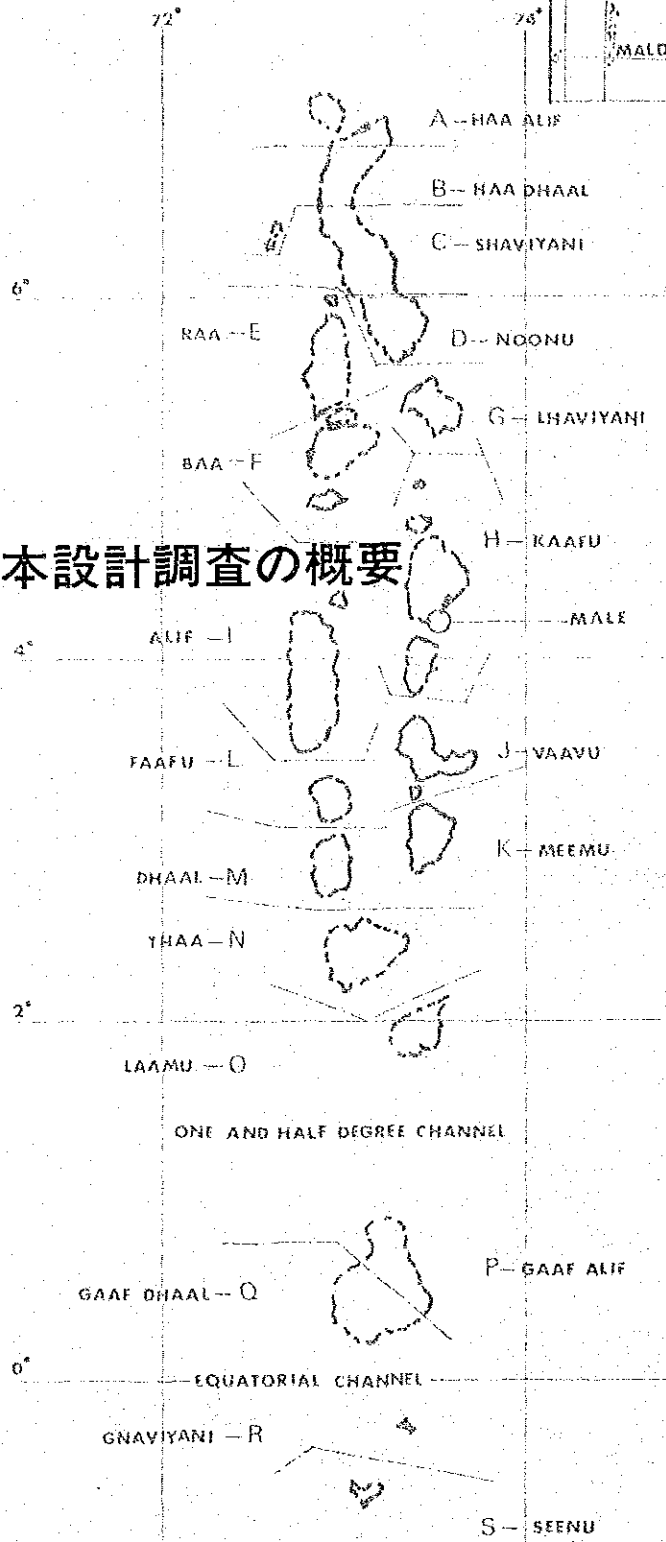 72°
74°
MALD
A – HAA ALIF
B – HAA DHAAL
C – SHAVIYANI
6°
RAA – E
D – NOONU
G – LHAVIYANI
BAA – F
本設計調査の概要
H – KAAFU
MALE
ALIF – I
4°
FAAFU – L
J – VAAVU
K – MEEMU
DHAAL – M
THAA – N
2°
LAAMU – O
ONE AND HALF DEGREE CHANNEL
P – GAAF ALIF
GAAF DHAAL – Q
0°
EQUATORIAL CHANNEL
GNAVIYANI – R
S – SEENU